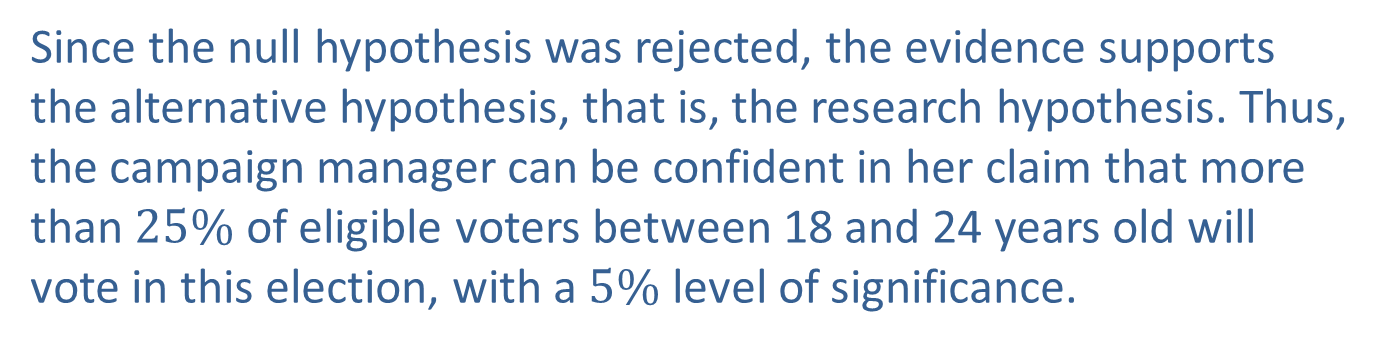 Since the null hypothesis was rejected, the evidence supports
the alternative hypothesis, that is, the research hypothesis. Thus,
the campaign manager can be confident in her claim that more
than 25% of eligible voters between 18 and 24 years old will
vote in this election, with a 5% level of significance.